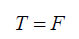 T = F